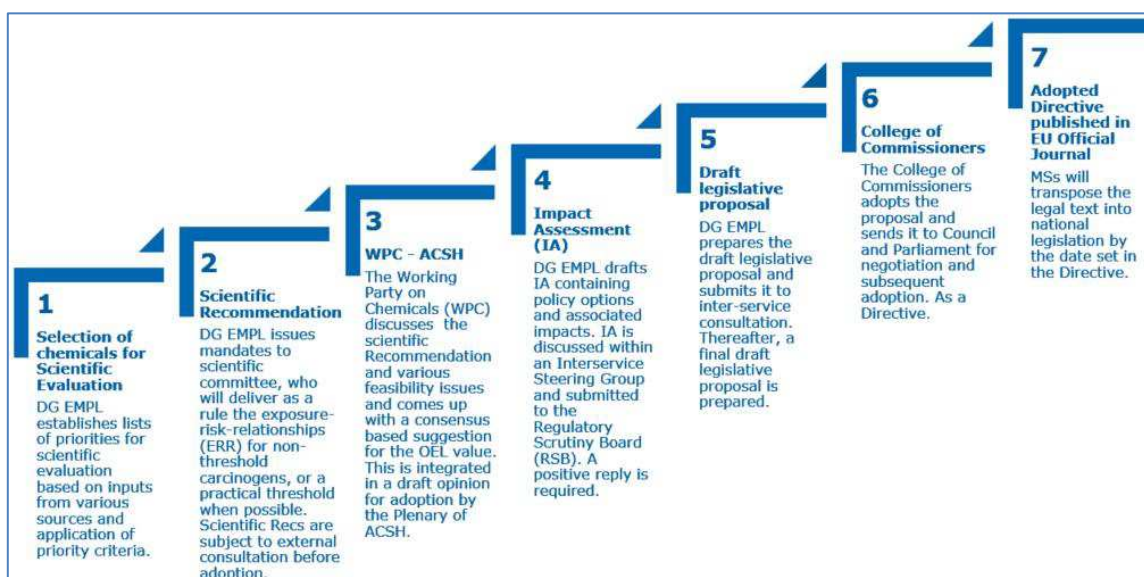 1
Selection of
chemicals for
Scientific
Evaluation
DG EMPL
establishes lists
of priorities for
scientific
evaluation
based on inputs
from various
sources and
application of
priority criteria.
2
Scientific
Recommendation
DG EMPL issues
mandates to
scientific
committee, who
will deliver as a
rule the exposure-
risk-relationships
(ERR) for non-
threshold
carcinogens, or a
practical threshold
when possible.
Scientific Recs are
subject to external
consultation before
adoption.
3
WPC - ACSH
The Working
Party on
Chemicals (WPC)
discusses the
scientific
Recommendation
and various
feasibility issues
and comes up
with a consensus
based suggestion
for the OEL value.
This is integrated
in a draft opinion
for adoption by
the Plenary of
ACSH.
4
Impact
Assessment
(IA)
DG EMPL drafts
IA containing
policy options
and associated
impacts. IA is
discussed within
an Interservice
Steering Group
and submitted
to the
Regulatory
Scrutiny Board
(RSB). A
positive reply is
required.
5
Draft
legislative
proposal
DG EMPL
prepares the
draft legislative
proposal and
submits it to
inter-service
consultation.
Thereafter, a
final draft
legislative
proposal is
prepared.
6
College of
Commissioners
The College of
Commissioners
adopts the
proposal and
sends it to Council
and Parliament for
negotiation and
subsequent
adoption. As a
Directive.
7
Adopted
Directive
published in
EU Official
Journal
MSs will
transpose the
legal text into
national
legislation by
the date set in
the Directive.